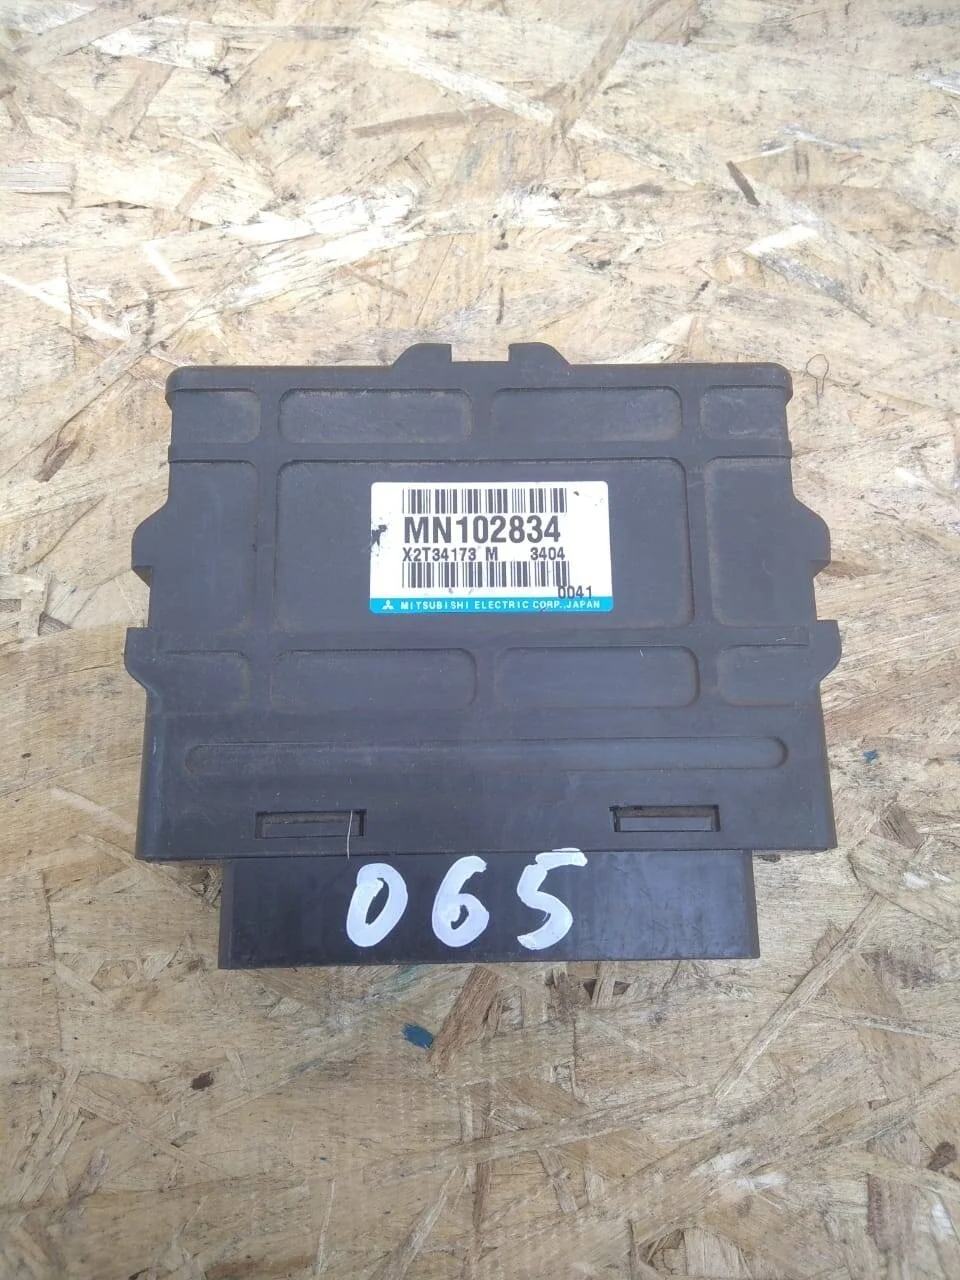 MN102834
X2T34173 M 3404
0041
MITSUBISHI ELECTRIC CORP., JAPAN
065